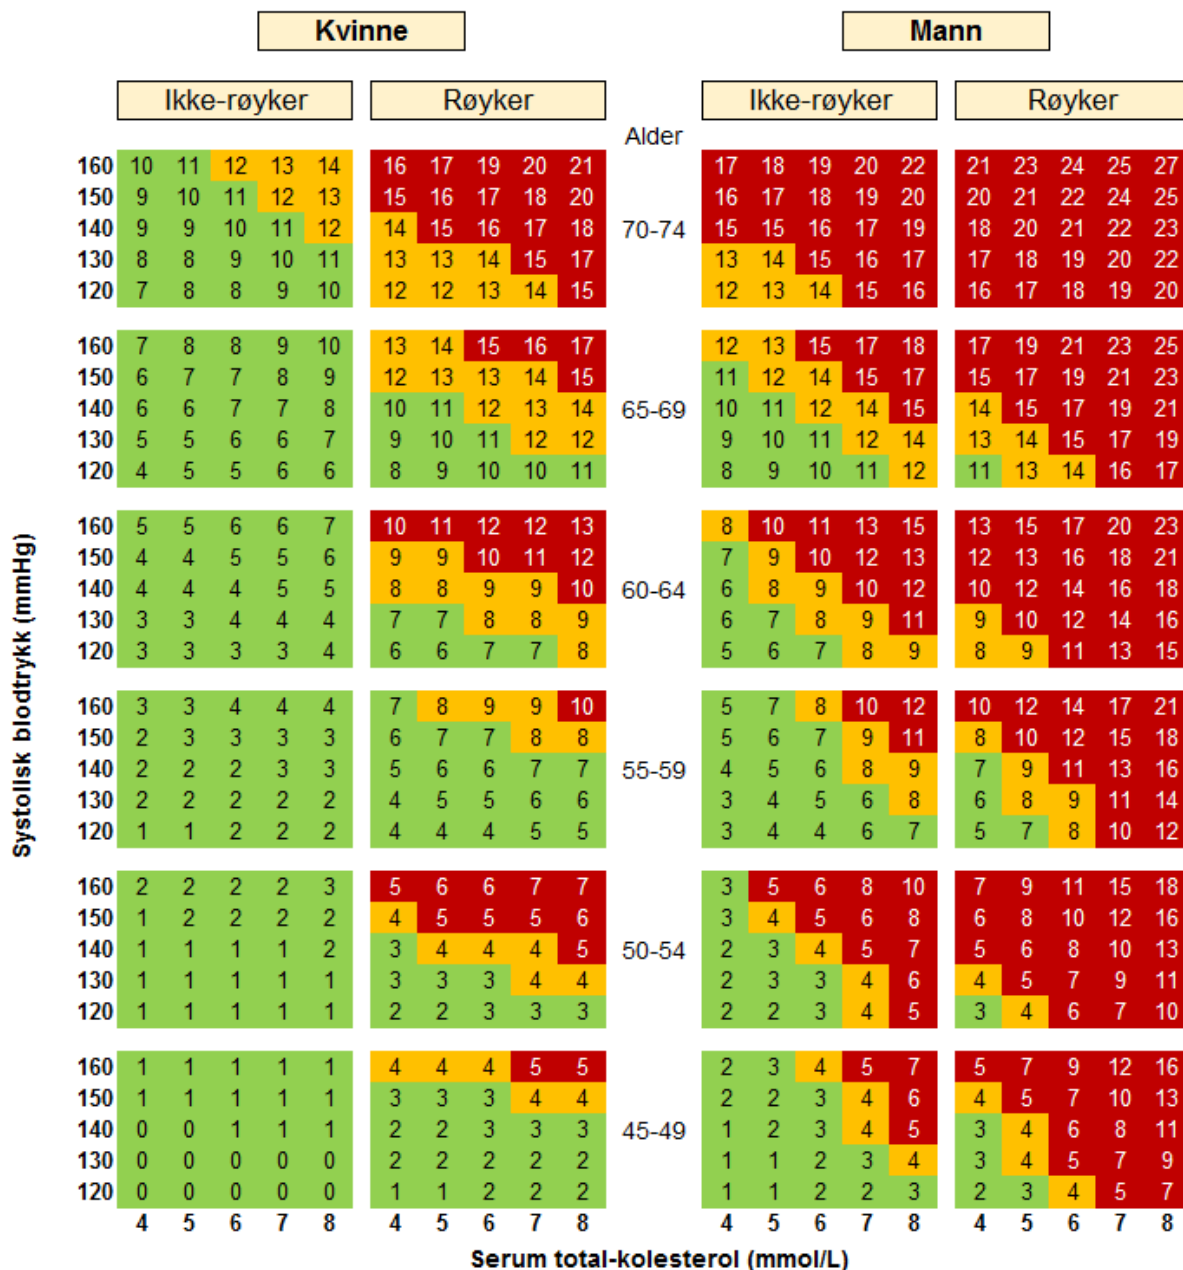 Kvinne Mann
Ikke-røyker Røyker Ikke-røyker Røyker
Alder
160 10 11 12 13 14 16 17 19 20 21 17 18 19 20 22 21 23 24 25 27
150 9 10 11 12 13 15 16 17 18 20 16 17 18 19 20 20 21 22 24 25
140 9 9 10 11 12 14 15 16 17 18 70-74 15 15 16 17 19 18 20 21 22 23
130 8 8 9 10 11 13 13 14 15 17 13 14 15 16 17 17 18 19 20 22
120 7 8 8 9 10 12 12 13 14 15 12 13 14 15 16 16 17 18 19 20
160 7 8 8 9 10 13 14 15 16 17 12 13 15 17 18 17 19 21 23 25
150 6 7 7 8 9 12 13 13 14 15 11 12 14 15 17 15 17 19 21 23
140 6 6 7 7 8 10 11 12 13 14 65-69 10 11 12 14 15 14 15 17 19 21
130 5 5 6 6 7 9 10 11 12 12 9 10 11 12 14 13 14 15 17 19
120 4 5 5 6 6 8 9 10 10 11 8 9 10 11 12 11 13 14 16 17
160 5 5 6 6 7 10 11 12 12 13 8 10 11 13 15 13 15 17 20 23
150 4 4 5 5 6 9 9 10 11 12 7 9 10 12 13 12 13 16 18 21
140 4 4 4 5 5 8 8 9 9 10 60-64 6 8 9 10 12 10 12 14 16 18
130 3 3 4 4 4 7 7 8 8 9 6 7 8 9 11 9 10 12 14 16
120 3 3 3 3 4 6 6 7 7 8 5 6 7 8 9 8 9 11 13 15
160 3 3 4 4 4 7 8 9 9 10 5 7 8 10 12 10 12 14 17 21
150 2 3 3 3 3 6 7 7 8 8 5 6 7 9 11 8 10 12 15 18
140 2 2 2 3 3 5 6 6 7 7 55-59 4 5 6 8 9 7 9 11 13 16
130 2 2 2 2 2 4 5 5 6 6 3 4 5 6 8 6 8 9 11 14
120 1 1 2 2 2 4 4 4 5 5 3 4 4 6 7 5 7 8 10 12
160 2 2 2 2 3 5 6 6 7 7 3 5 6 8 10 7 9 11 15 18
150 1 2 2 2 2 4 5 5 5 6 3 4 5 6 8 6 8 10 12 16
140 1 1 1 1 2 3 4 4 4 5 50-54 2 3 4 5 7 5 6 8 10 13
130 1 1 1 1 1 3 3 3 4 4 2 3 3 4 6 4 5 7 9 11
120 1 1 1 1 1 2 2 3 3 3 2 2 3 4 5 3 4 6 7 10
160 1 1 1 1 1 4 4 4 5 5 2 3 4 5 7 5 7 9 12 16
150 1 1 1 1 1 3 3 3 4 4 2 2 3 4 6 4 5 7 10 13
140 0 0 1 1 1 2 2 3 3 3 45-49 1 2 3 4 5 3 4 6 8 11
130 0 0 0 0 0 2 2 2 2 2 1 1 2 3 4 3 4 5 7 9
120 0 0 0 0 0 1 1 2 2 2 1 1 2 2 3 2 3 4 5 7
4 5 6 7 8 4 5 6 7 8 4 5 6 7 8 4 5 6 7 8
Systolisk blodtrykk (mmHg)
Serum total-kolesterol (mmol/L)